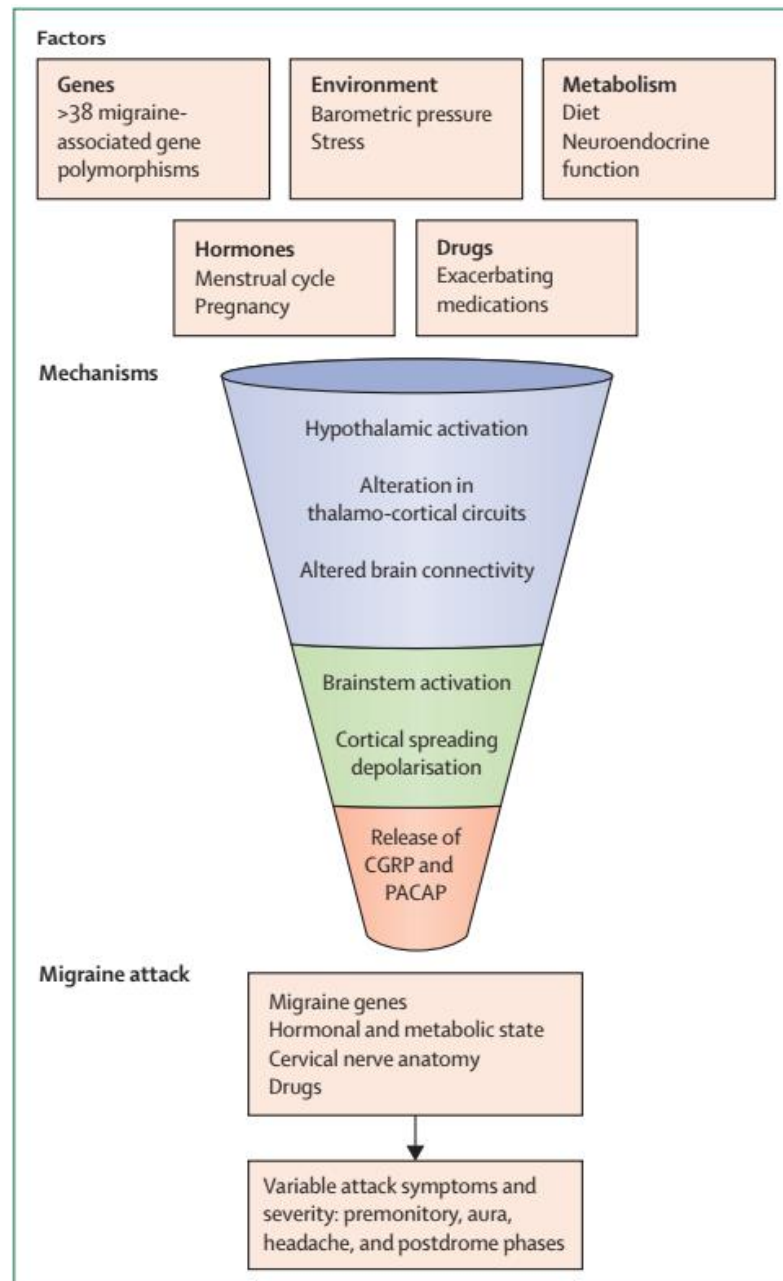 Factors
Genes
>38 migraine-
associated gene
polymorphisms
Environment
Barometric pressure
Stress
Metabolism
Diet
Neuroendocrine
function
Hormones
Menstrual cycle
Pregnancy
Drugs
Exacerbating
medications
Mechanisms
Hypothalamic activation
Alteration in
thalamo-cortical circuits
Altered brain connectivity
Brainstem activation
Cortical spreading
depolarisation
Release of
CGRP and
PACAP
Migraine attack
Migraine genes
Hormonal and metabolic state
Cervical nerve anatomy
Drugs
Variable attack symptoms and
severity: premonitory, aura,
headache, and postdrome phases